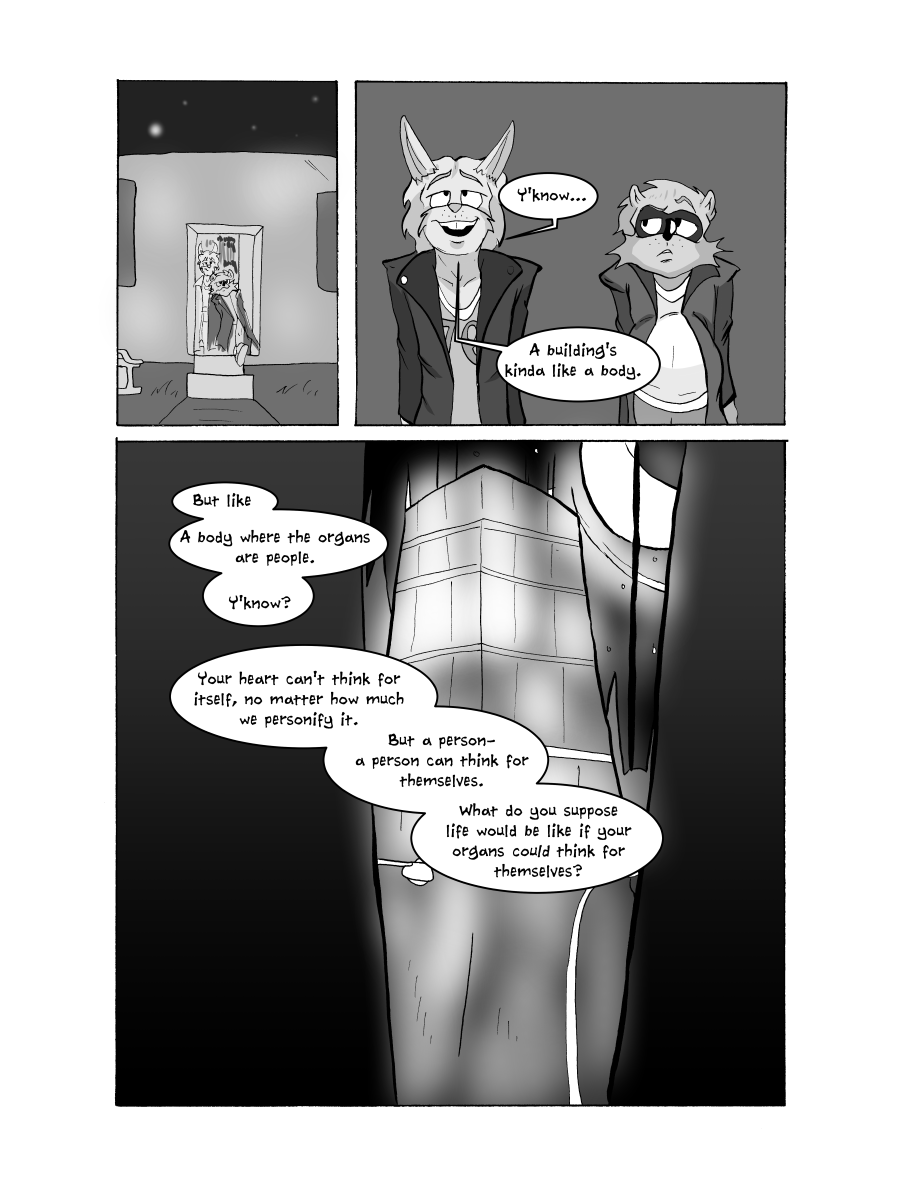 Y'know...
A building's
kinda like a body.
But like
A body where the organs
are people.
Y'know?
Your heart can't think for
itself, no matter how much
we personify it.
But a person-
a person can think for
themselves.
What do you suppose
life would be like if your
organs could think for
themselves?